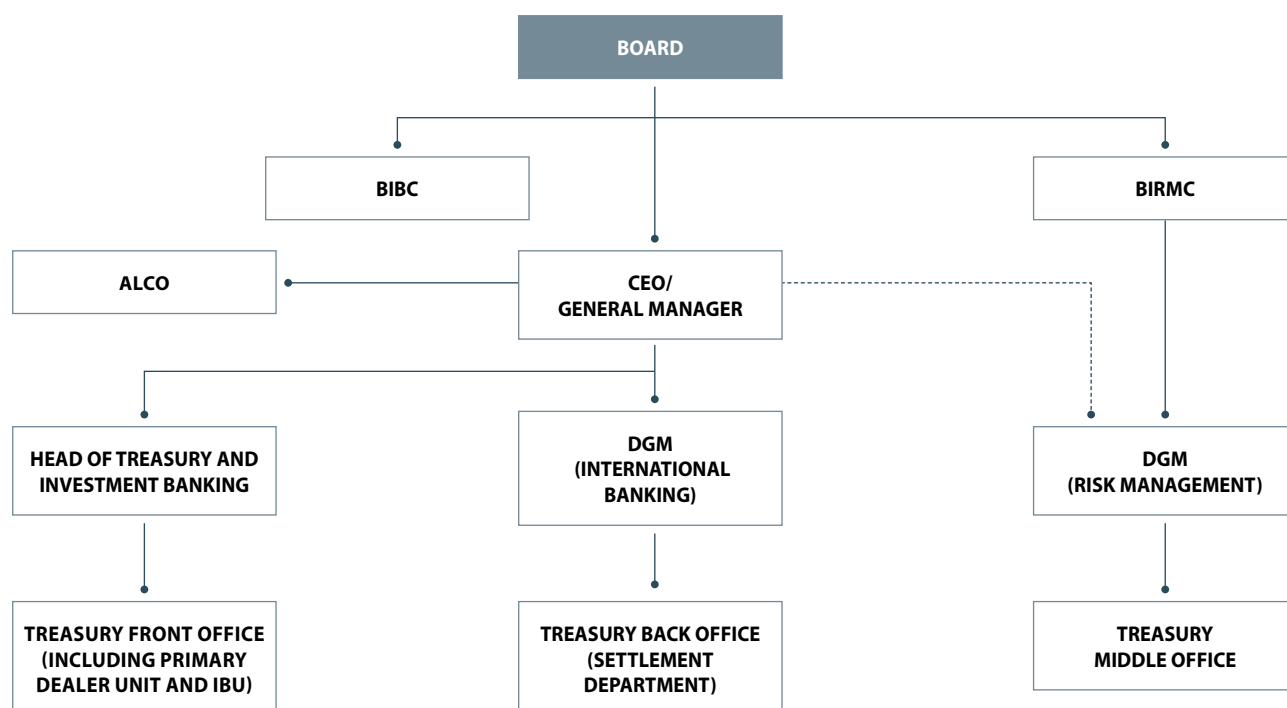 BOARD
BIBC
BIRMC
ALCO
CEO/
GENERAL MANAGER
HEAD OF TREASURY AND
INVESTMENT BANKING
DGM
(INTERNATIONAL
BANKING)
DGM
(RISK MANAGEMENT)
TREASURY FRONT OFFICE
(INCLUDING PRIMARY
DEALER UNIT AND IBU)
TREASURY BACK OFFICE
(SETTLEMENT
DEPARTMENT)
TREASURY
MIDDLE OFFICE